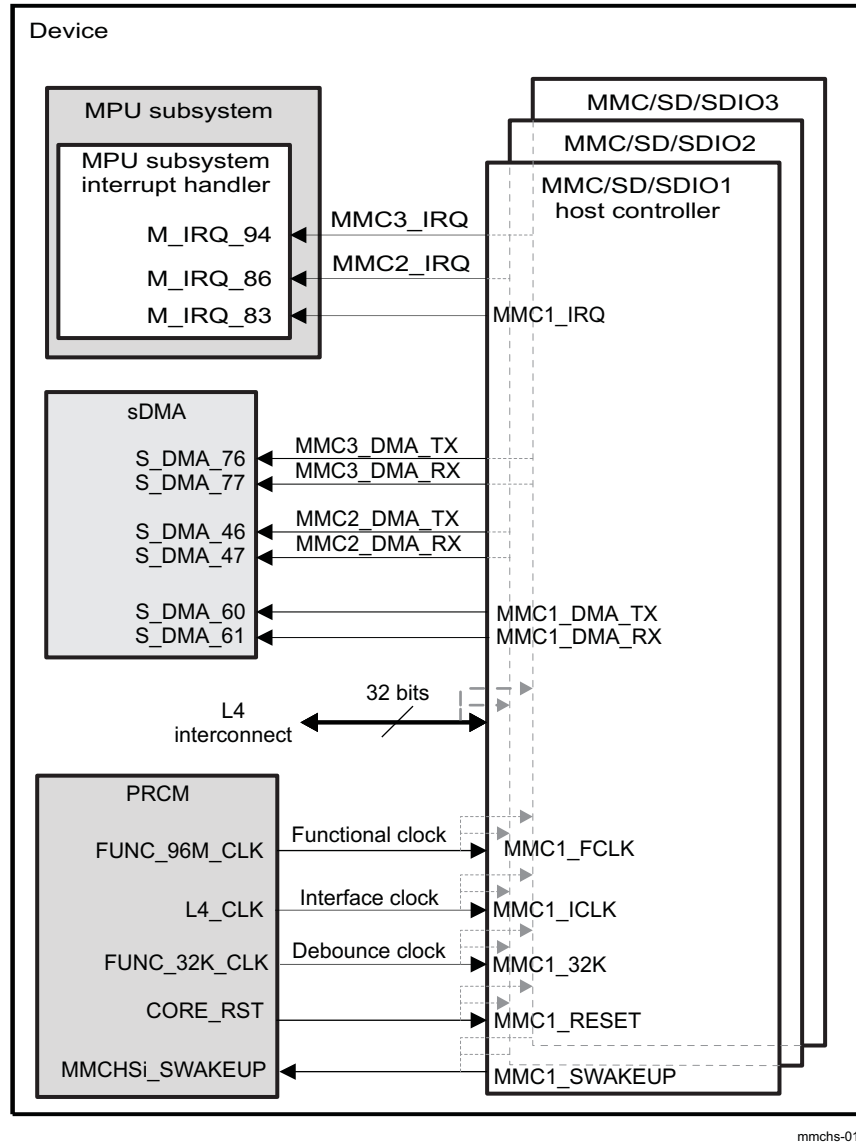 Device
MPU subsystem
MPU subsystem
interrupt handler
M_IRQ_94
M_IRQ_86
M_IRQ_83
MMC3_IRQ
MMC2_IRQ
MMC1_IRQ
MMC/SD/SDIO3
MMC/SD/SDIO2
MMC/SD/SDIO1
host controller
sDMA
S_DMA_76
S_DMA_77
S_DMA_46
S_DMA_47
S_DMA_60
S_DMA_61
MMC3_DMA_TX
MMC3_DMA_RX
MMC2_DMA_TX
MMC2_DMA_RX
MMC1_DMA_TX
MMC1_DMA_RX
L4
interconnect
32 bits
PRCM
FUNC_96M_CLK
Functional clock
MMC1_FCLK
L4_CLK
Interface clock
MMC1_ICLK
FUNC_32K_CLK
Debounce clock
MMC1_32K
CORE_RST
MMC1_RESET
MMCHSi_SWAKEUP
MMC1_SWAKEUP